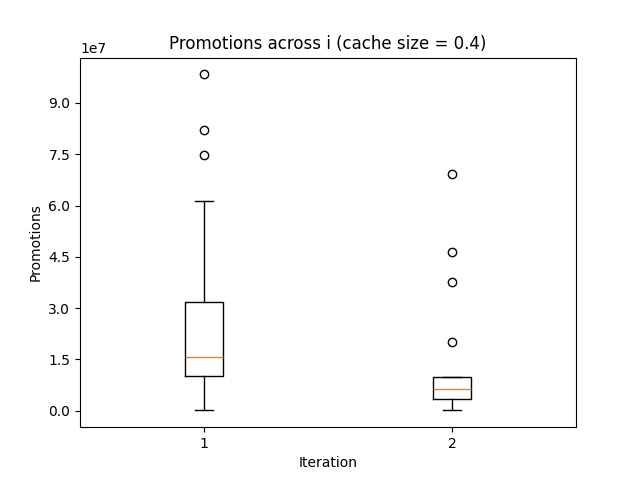 Promotions across i (cache size = 0.4)
1e7
9.0
7.5
6.0
4.5
3.0
1.5
0.0
Promotions
1 2
Iteration